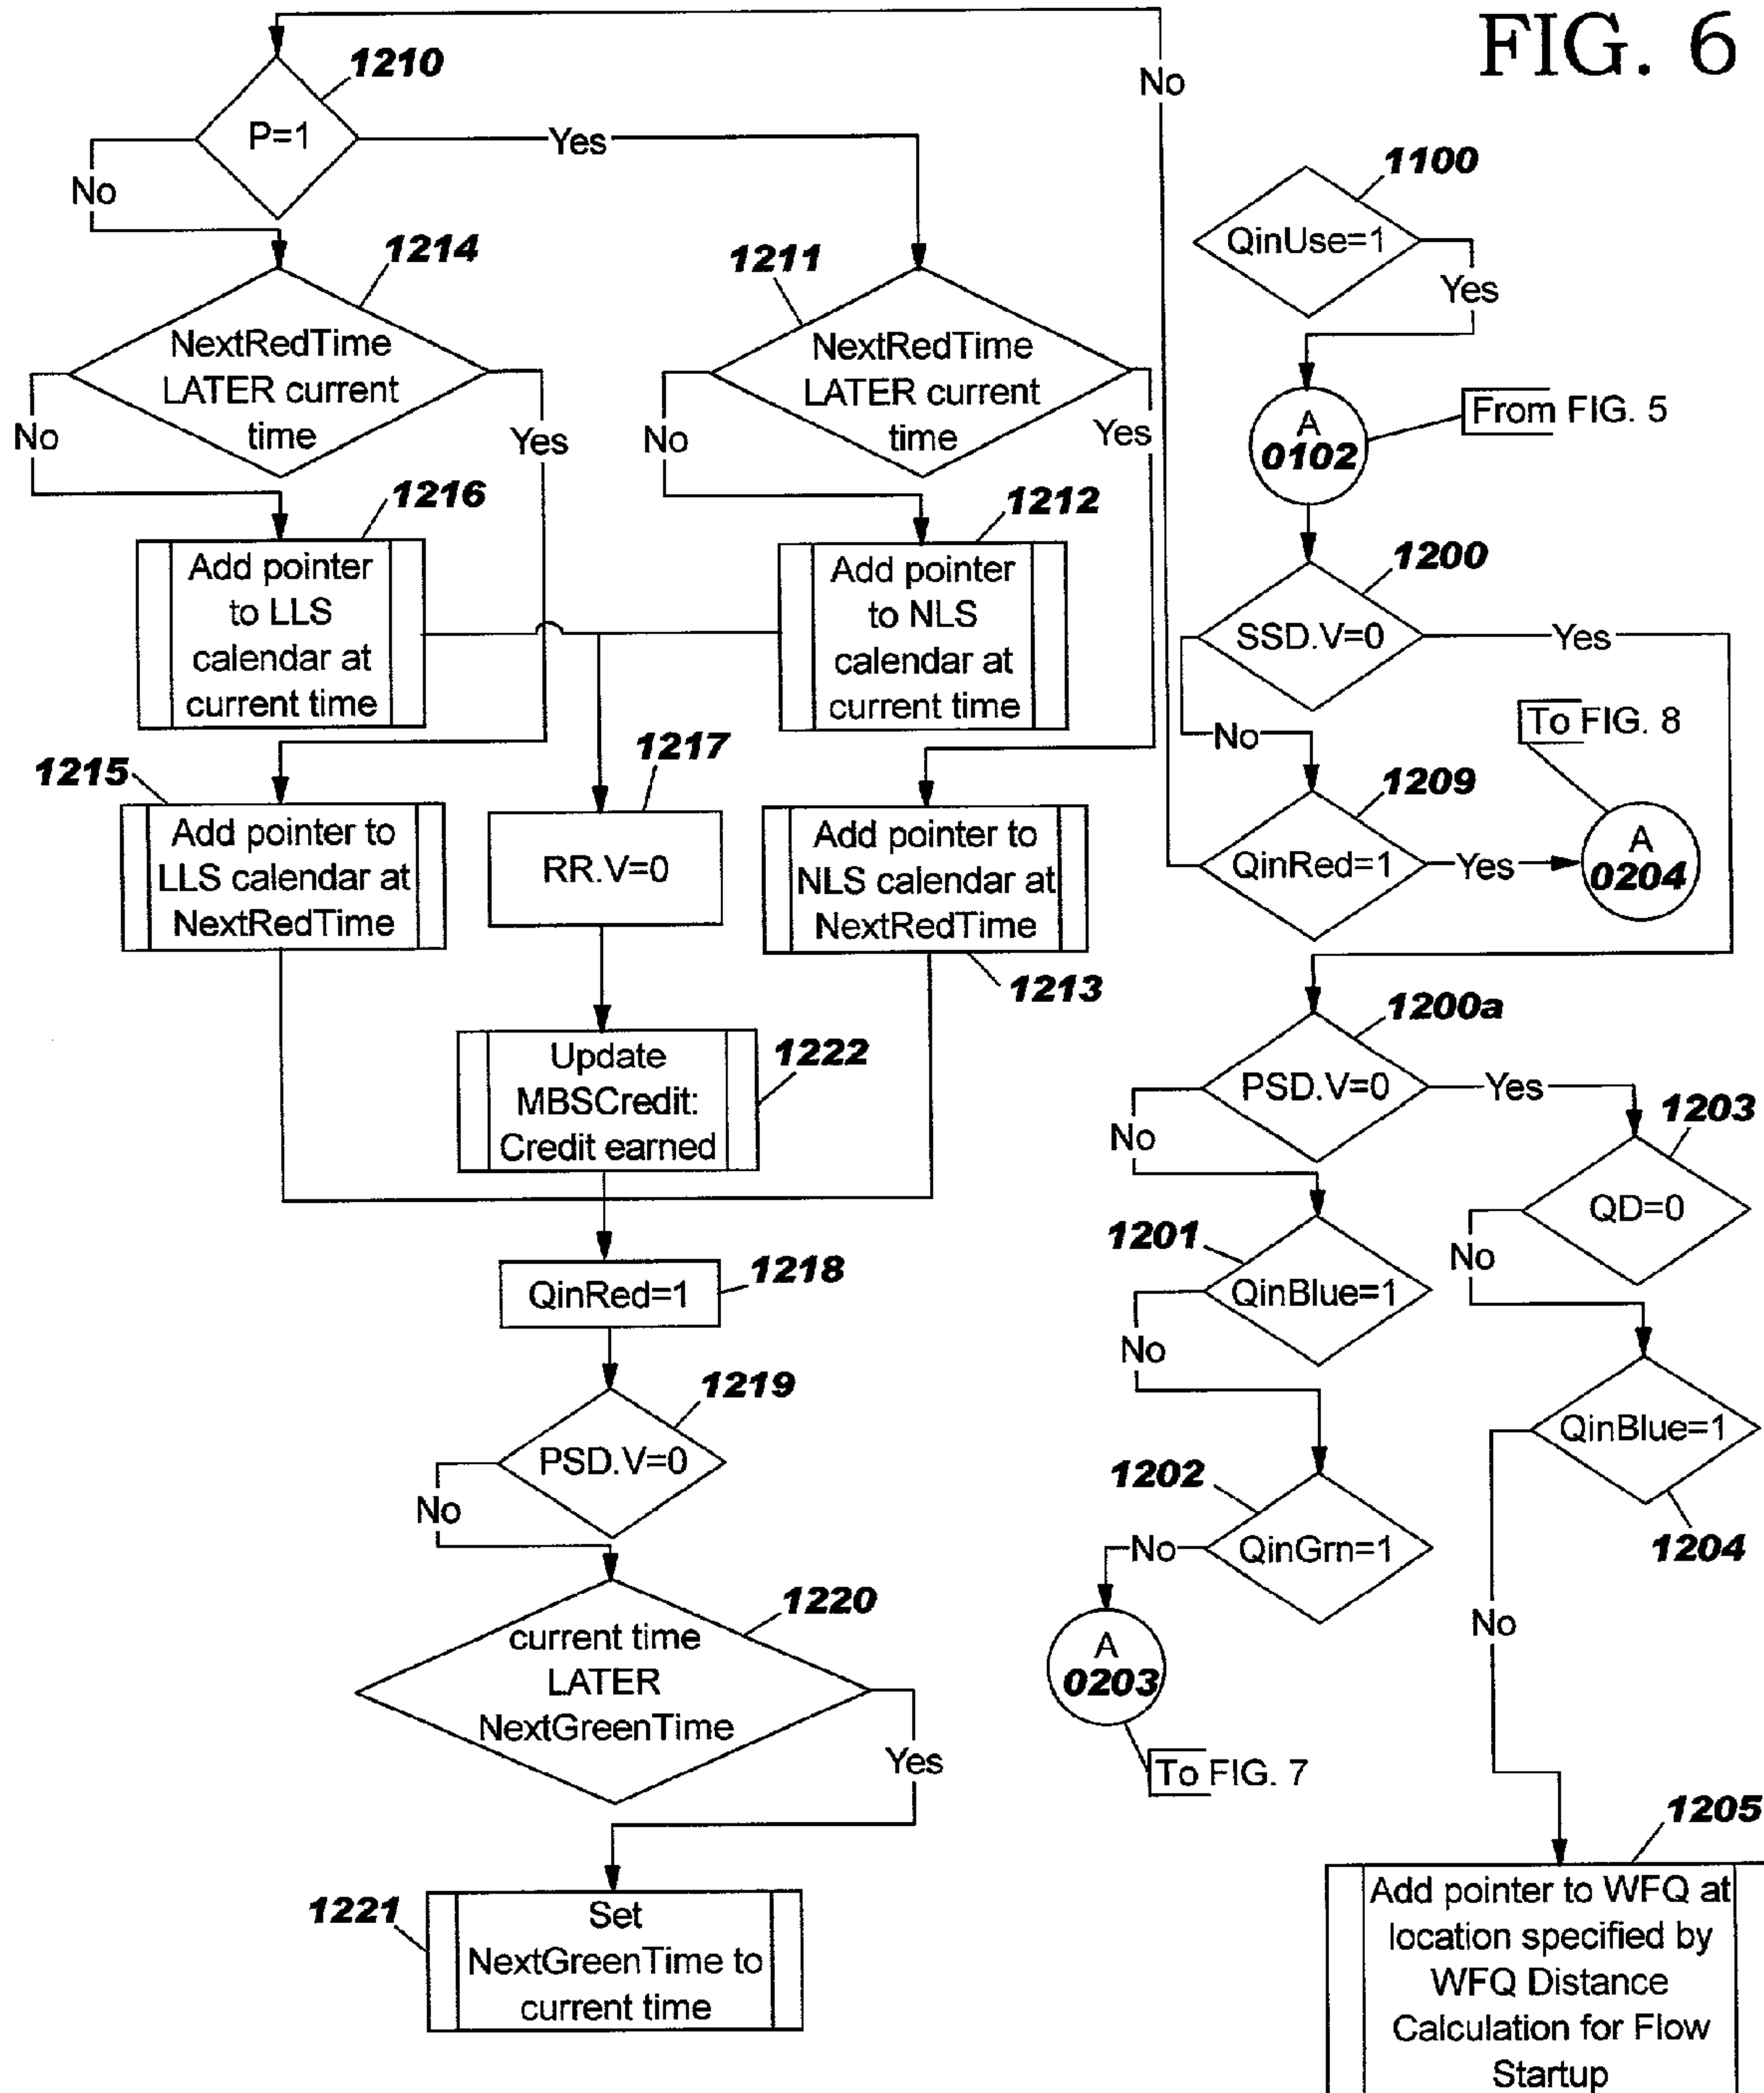 FIG. 6
1210
P=1
No
Yes
No
1214
NextRedTime
LATER current
time
No
Yes
1211
NextRedTime
LATER current
time
No
Yes
1216
Add pointer
to LLS
calendar at
current time
1212
Add pointer
to NLS
calendar at
current time
1215
Add pointer to
LLS calendar at
NextRedTime
1217
RR.V=0
Add pointer to
NLS calendar at
NextRedTime
1213
Update
MBSCredit:
Credit earned
1222
QinRed=1
1218
1219
PSD.V=0
No
1220
current time
LATER
NextGreenTime
Yes
1221
Set
NextGreenTime to
current time
1100
QinUse=1
Yes
A
0102
From FIG. 5
1200
SSD.V=0
Yes
No
To FIG. 8
1209
QinRed=1
Yes
A
0204
1200a
PSD.V=0
Yes
No
1203
QD=0
No
1201
QinBlue=1
No
QinBlue=1
1204
No
1202
QinGrn=1
No
A
0203
To FIG. 7
1205
Add pointer to WFQ at
location specified by
WFQ Distance
Calculation for Flow
Startup